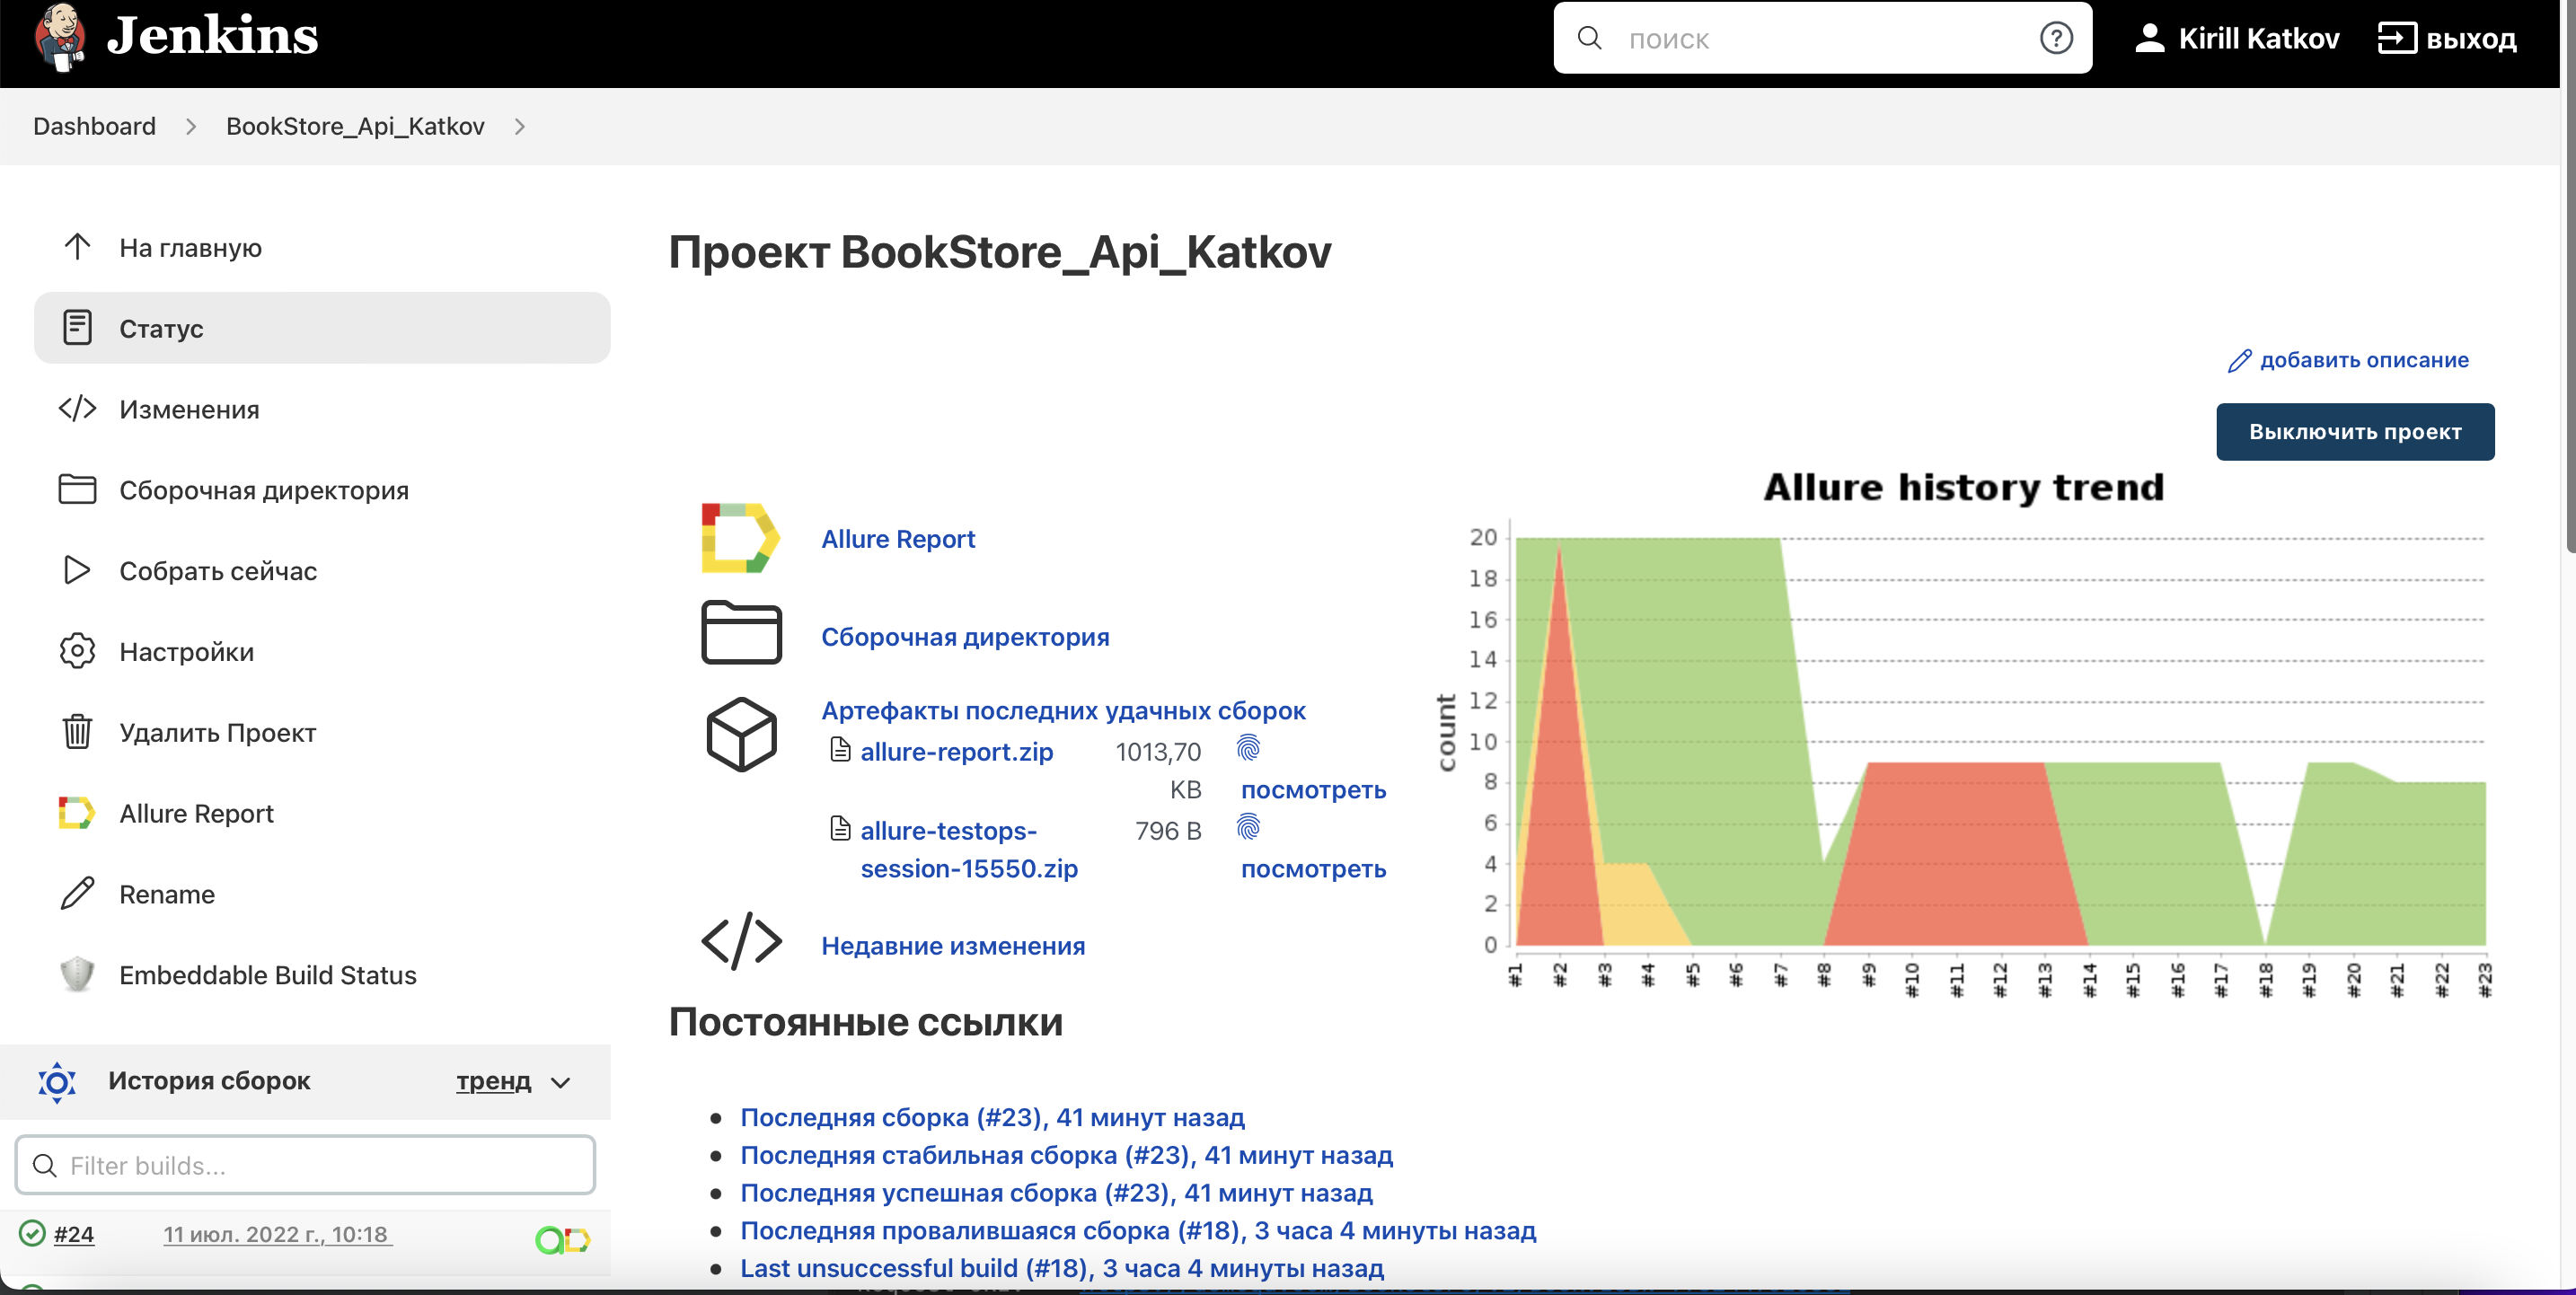 Jenkins
поиск
Kirill Katkov
выход
Dashboard
BookStore_Api_Katkov
На главную
Статус
Изменения
Сборочная директория
Собрать сейчас
Настройки
Удалить Проект
Allure Report
Rename
Embeddable Build Status
История сборок
тренд
Filter builds...
#24
11 июл. 2022 г., 10:18
Проект BookStore_Api_Katkov
добавить описание
Выключить проект
Allure Report
Сборочная директория
Артефакты последних удачных сборок
allure-report.zip 1013,70
KB посмотреть
allure-testops- 796 B
session-15550.zip посмотреть
Недавние изменения
Allure history trend
count
20
18
16
14
12
10
8
6
4
2
0
#1 #2 #3 #4 #5 #6 #7 #8 #9 #10 #11 #12 #13 #14 #15 #16 #17 #18 #19 #20 #21 #22 #23
Постоянные ссылки
Последняя сборка (#23), 41 минут назад
Последняя стабильная сборка (#23), 41 минут назад
Последняя успешная сборка (#23), 41 минут назад
Последняя провалившаяся сборка (#18), 3 часа 4 минуты назад
Last unsuccessful build (#18), 3 часа 4 минуты назад